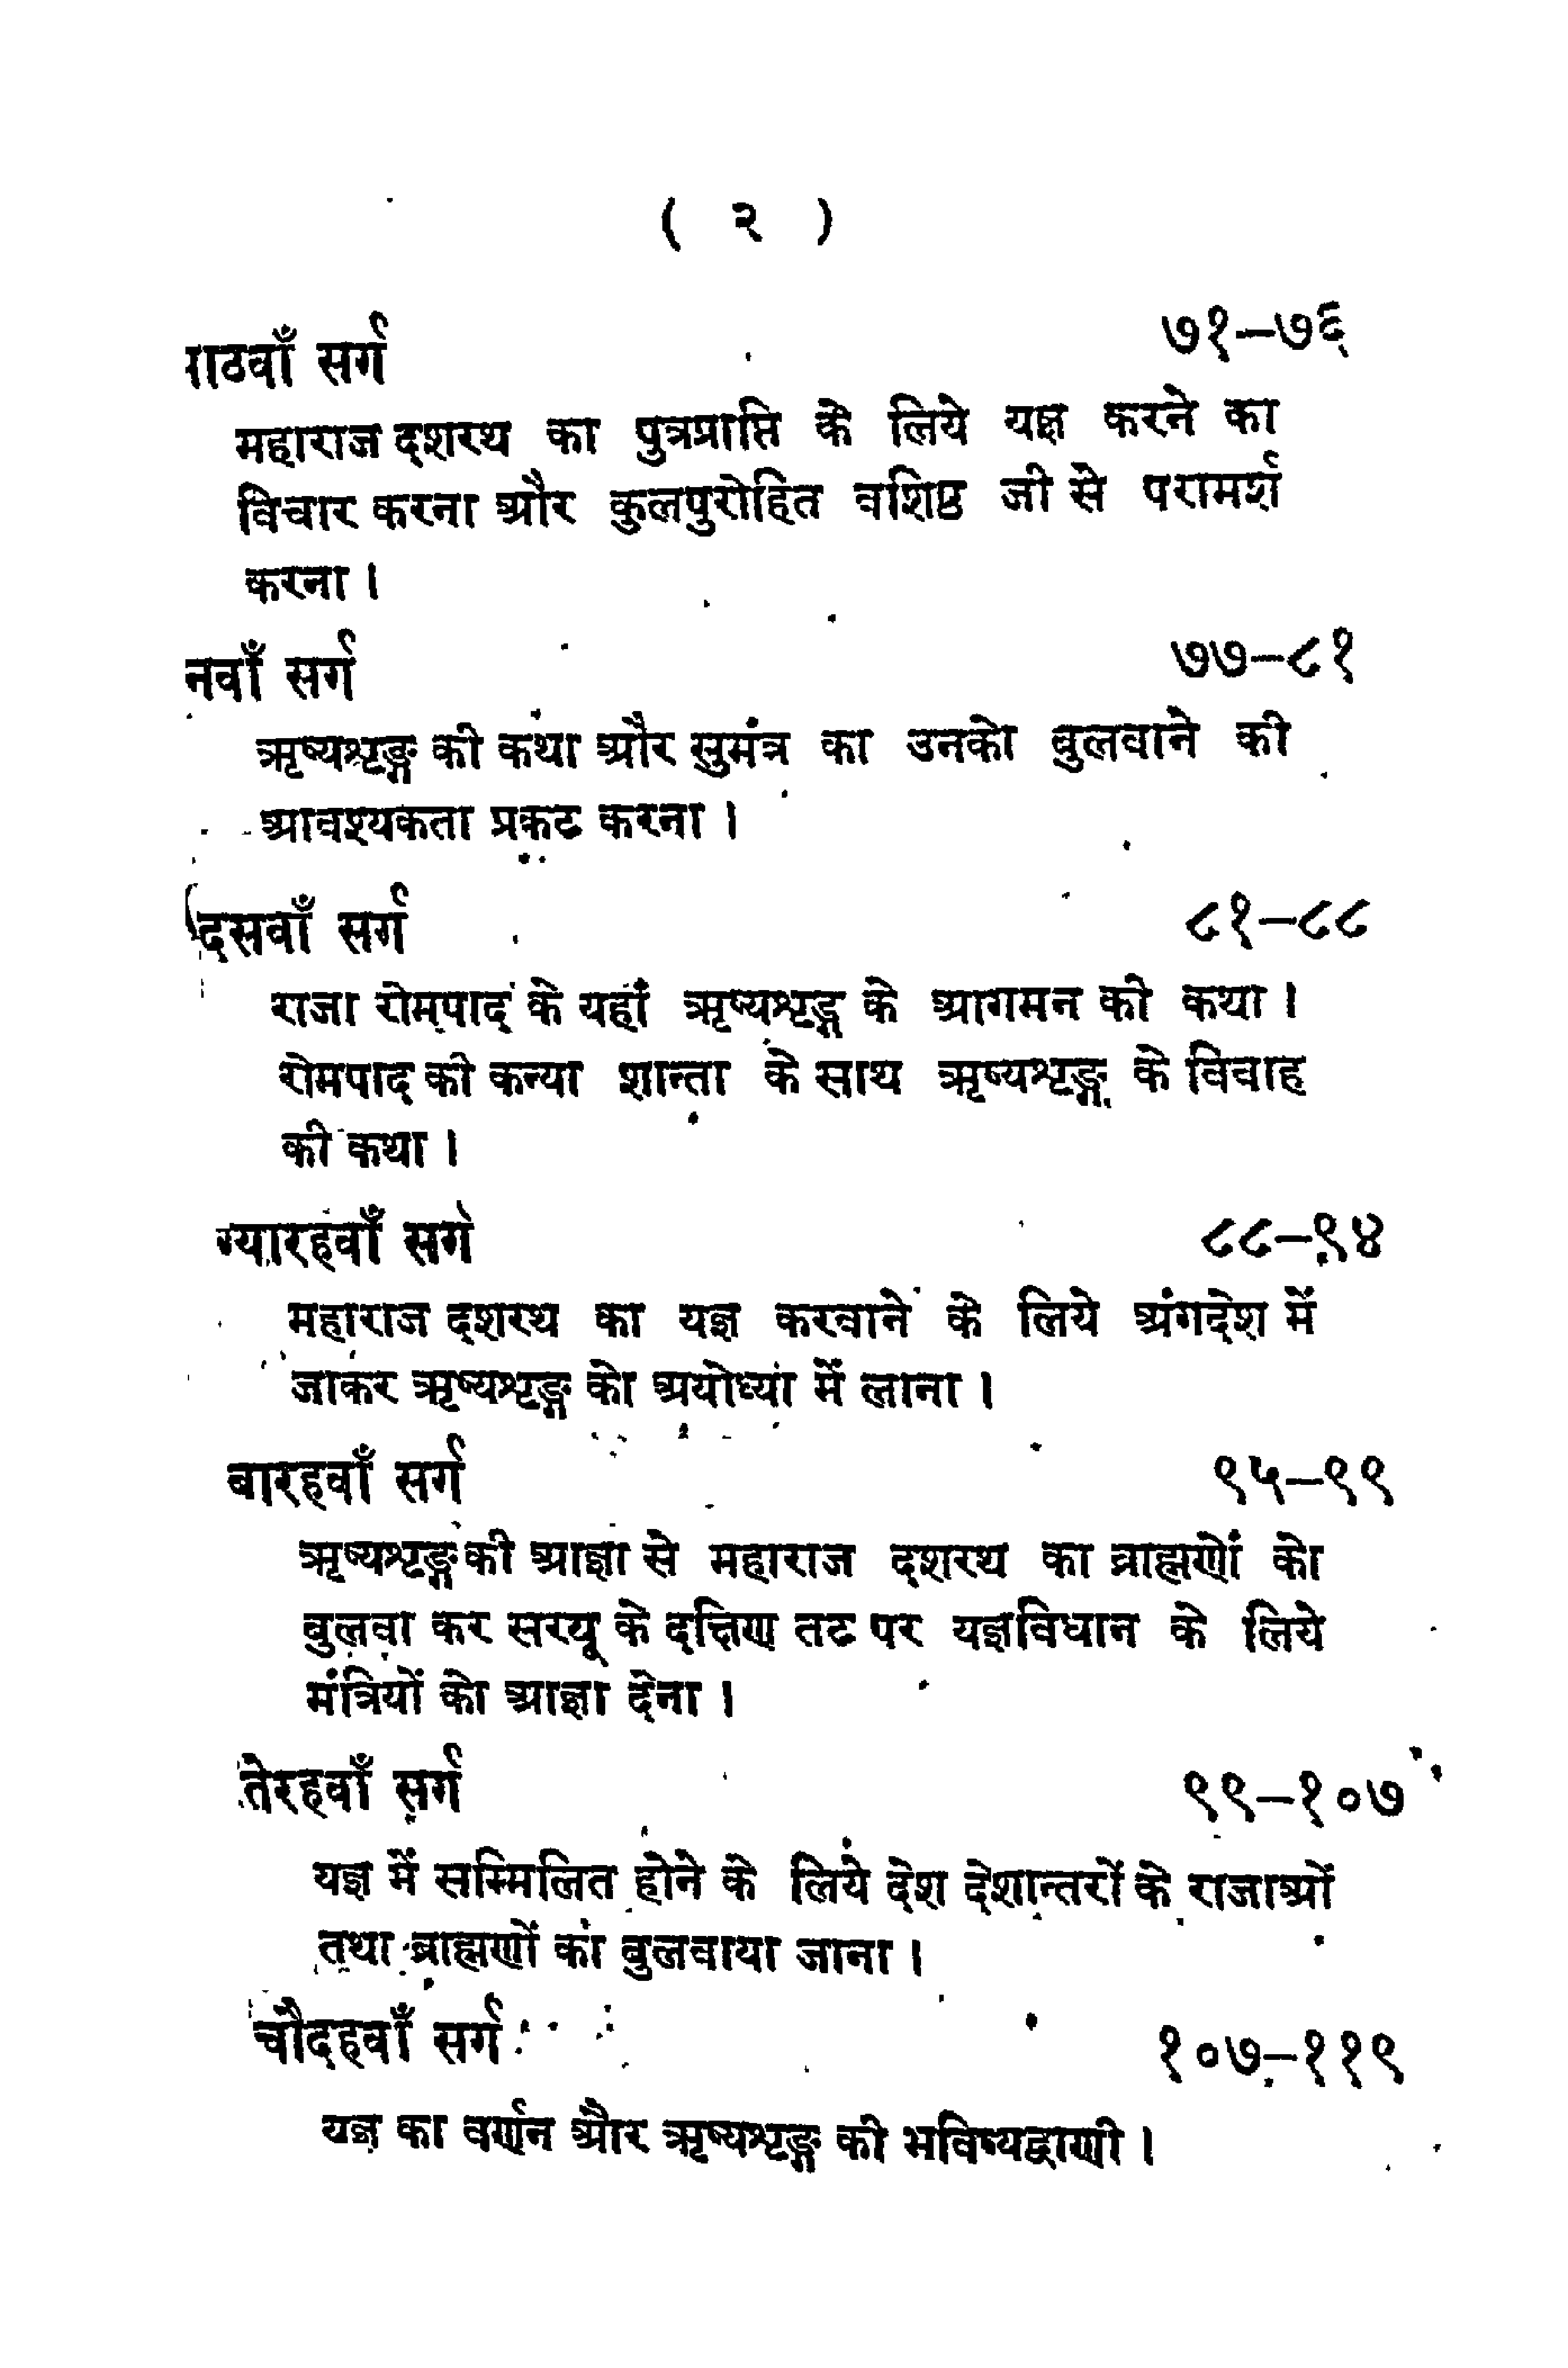 ( २ )
ाठवाँ सर्ग ७१–७६
महाराज दशरथ का पुत्रप्राप्ति के लिये यज्ञ करने का
विचार करना और कुलपुरोहित वशिष्ठ जी से परामर्श
करना ।
नवाँ सर्ग ७७–८१
ऋष्यशृङ्ग की कथा और सुमंत्र का उनको बुलवाने की
आवश्यकता प्रकट करना ।
दसवाँ सर्ग ८१–८८
राजा रोमपाद के यहाँ ऋष्यशृङ्ग के आगमन की कथा ।
रोमपाद की कन्या शान्ता के साथ ऋष्यशृङ्ग के विवाह
की कथा ।
ग्यारहवाँ सर्ग ८८–९४
महाराज दशरथ का यज्ञ करवाने के लिये अंगदेश में
जाकर ऋष्यशृङ्ग को अयोध्या में लाना ।
बारहवाँ सर्ग ९५–९९
ऋष्यशृङ्ग की आज्ञा से महाराज दशरथ का ब्राह्मणों को
बुलवा कर सरयू के दक्षिण तट पर यज्ञविधान के लिये
मंत्रियों को आज्ञा देना ।
तेरहवाँ सर्ग ९९–१०७
यज्ञ में सम्मिलित होने के लिये देश देशान्तरों के राजाओं
तथा ब्राह्मणों का बुलवाया जाना ।
चौदहवाँ सर्ग १०७–११९
यज्ञ का वर्णन और ऋष्यशृङ्ग की भविष्यद्वाणी ।